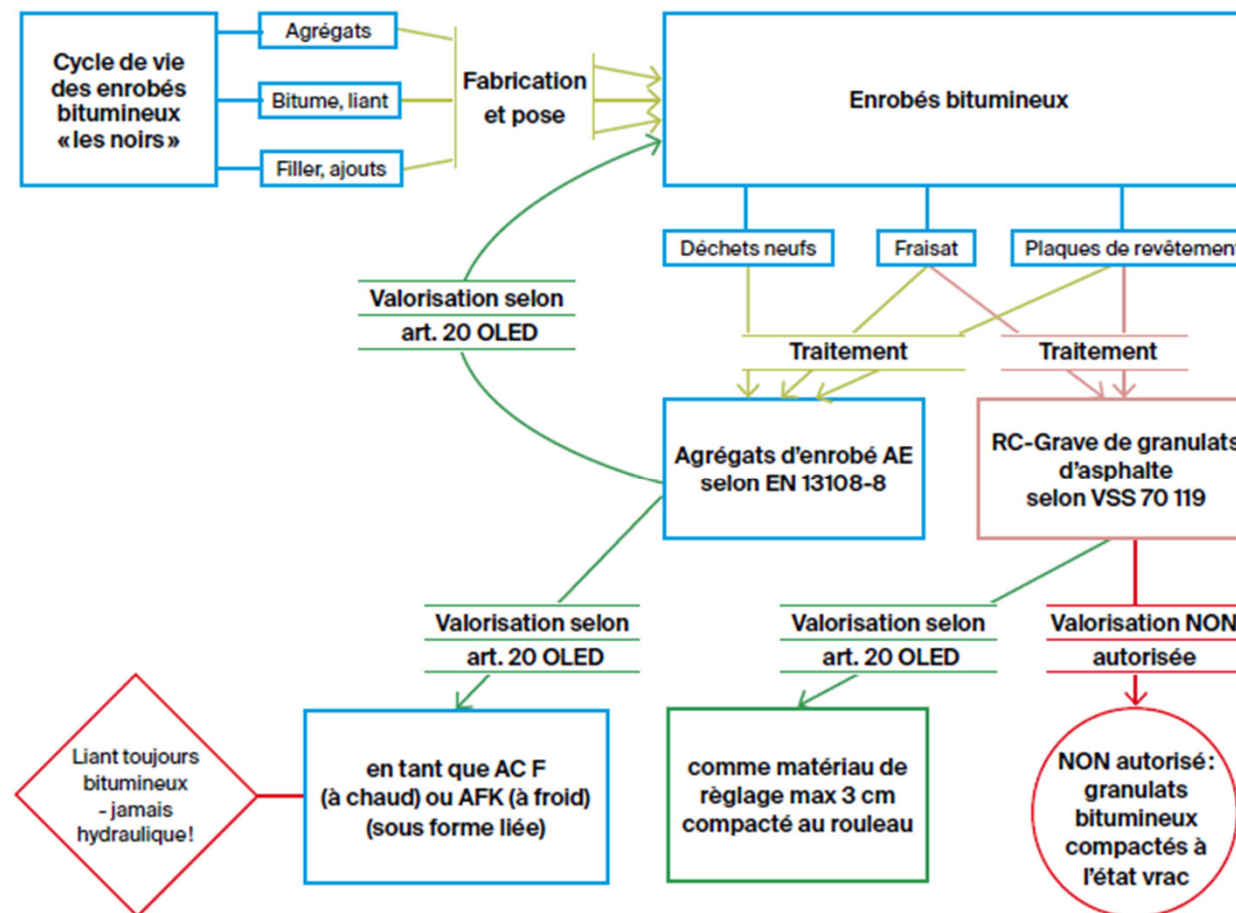 Cycle de vie
des enrobés
bitumineux
«les noirs»
Agrégats
Bitume, liant
Filler, ajouts
Fabrication
et pose
Enrobés bitumineux
Déchets neufs
Fraisat
Plaques de revêtement
Valorisation selon
art. 20 OLED
Traitement
Traitement
Agrégats d'enrobé AE
selon EN 13108-8
RC-Grave de granulats
d'asphalte
selon VSS 70 119
Valorisation selon
art. 20 OLED
Valorisation selon
art. 20 OLED
Valorisation NON
autorisée
Liant toujours
bitumineux
- jamais
hydraulique!
en tant que AC F
(à chaud) ou AFK (à froid)
(sous forme liée)
comme matériau de
règlage max 3 cm
compacté au rouleau
NON autorisé:
granulats
bitumineux
compactés à
l'état vrac